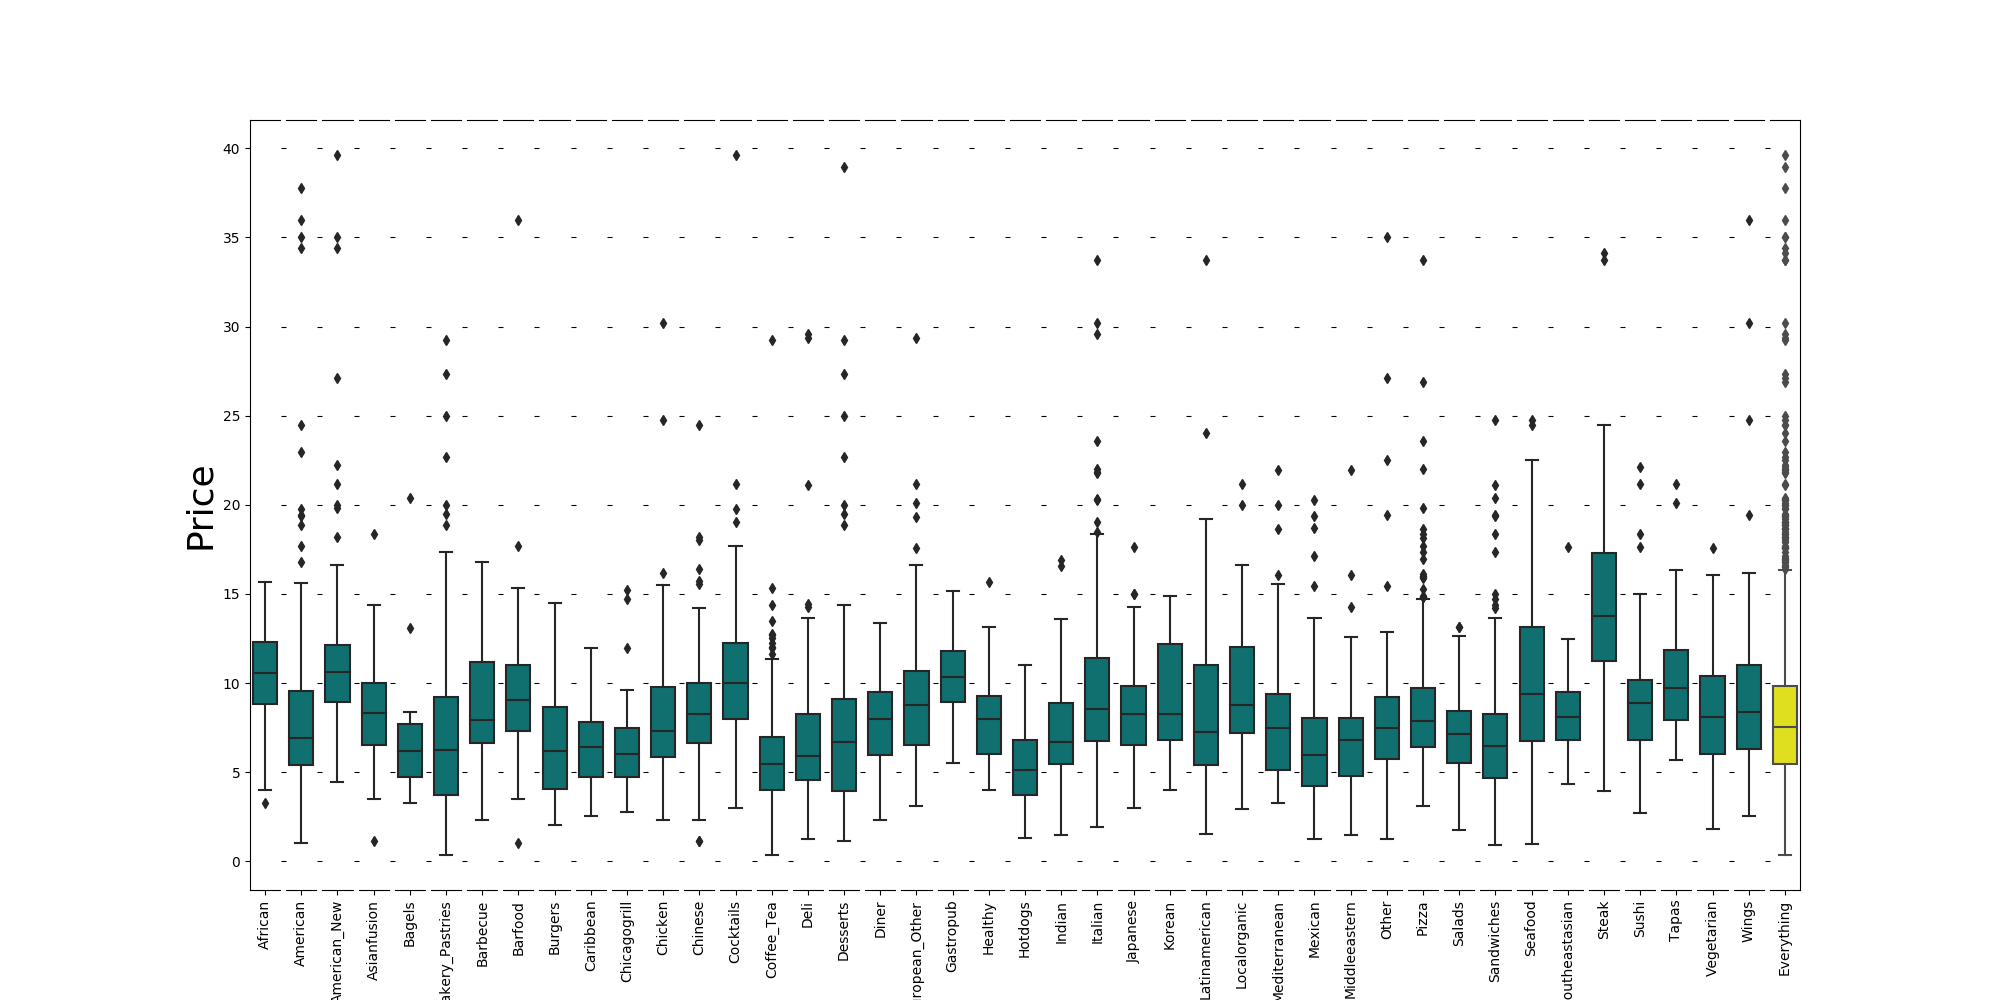 Price
40
35
30
25
20
15
10
5
0
African
American
American_New
Asianfusion
Bagels
akery_Pastries
Barbecue
Barfood
Burgers
Caribbean
Chicagogrill
Chicken
Chinese
Cocktails
Coffee_Tea
Deli
Desserts
Diner
uropean_Other
Gastropub
Healthy
Hotdogs
Indian
Italian
Japanese
Korean
Latinamerican
Localorganic
Mediterranean
Mexican
Middleeastern
Other
Pizza
Salads
Sandwiches
Seafood
outheastasian
Steak
Sushi
Tapas
Vegetarian
Wings
Everything